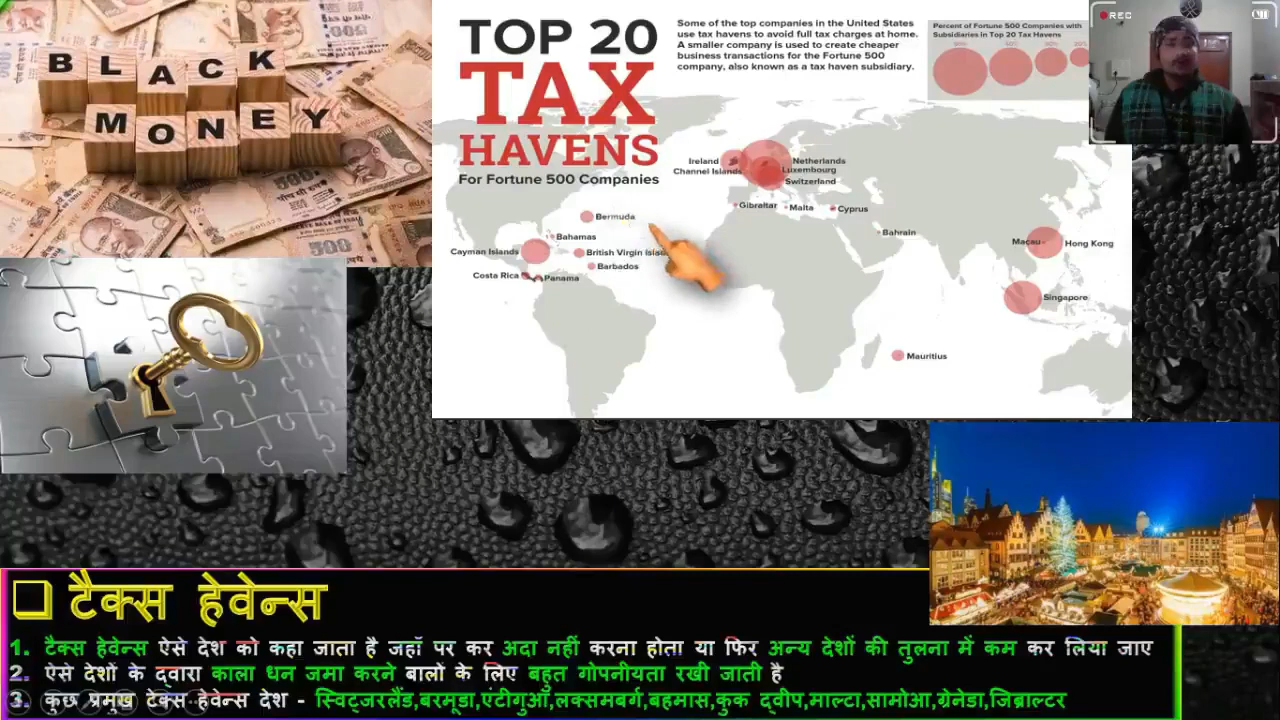 BLACK
MONEY
TOP 20
TAX
HAVENS
For Fortune 500 Companies
Some of the top companies in the United States
use tax havens to avoid full tax charges at home.
A smaller company is used to create cheaper
business transactions for the Fortune 500
company, also known as a tax haven subsidiary.
Percent of Fortune 500 Companies with
Subsidiaries In Top 20 Tax Havens
REC
Ireland
Channel Islands
Netherlands
Luxembourg
Switzerland
Gibraltar
Malta
Cyprus
Bermuda
Bahamas
Cayman Islands
British Virgin
Barbados
Costa Rica
Panama
Bahrain
Macau
Hong Kong
Singapore
Mauritius
टैक्स हेवेन्स
1. टैक्स हेवेन्स ऐसे देश को कहा जाता है जहाँ पर कर अदा नहीं करना होता या फिर अन्य देशों की तुलना में कम कर लिया जाए
2. ऐसे देशों के द्वारा काला धन जमा करने बालों के लिए बहुत गोपनीयता रखी जाती है
3. कुछ प्रमुख टेक्स हेवेन्स देश - स्विट्जरलैंड,बरमूडा,एंटीगुआ,लक्समबर्ग,बहमास,कुक द्वीप,माल्टा,सामोआ,ग्रेनेडा,जिब्राल्टर